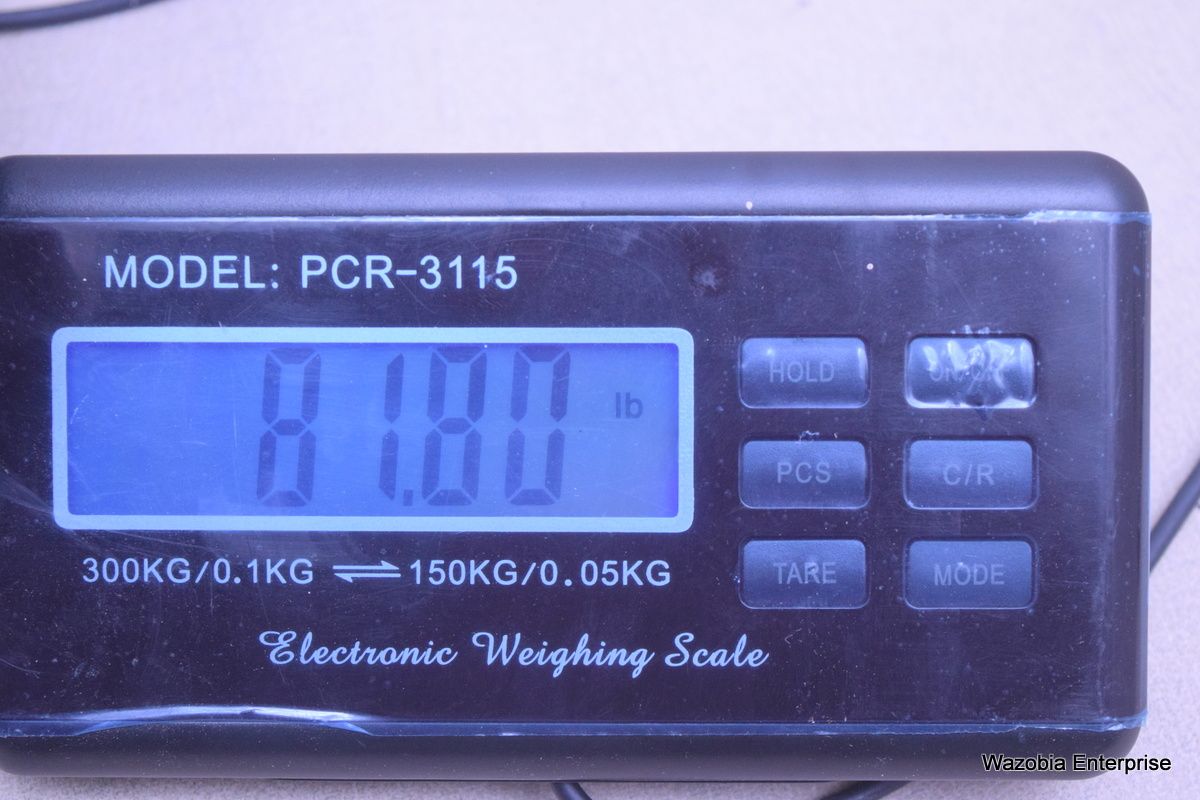 MODEL: PCR-3115
81.80 lb
HOLD
PCS C/R
TARE MODE
300KG/0.1KG ⇌ 150KG/0.05KG
Electronic Weighing Scale
Wazobia Enterprise